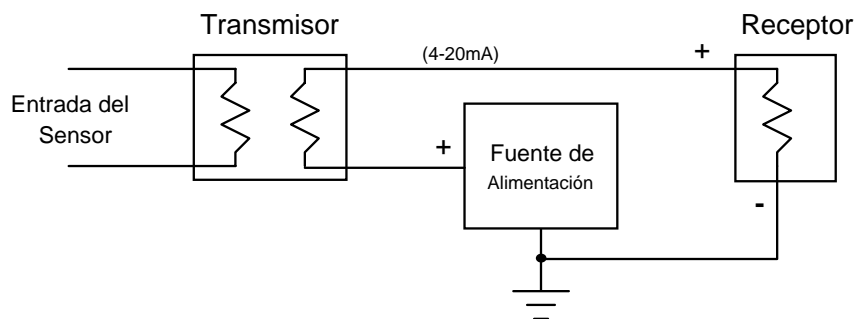 Transmisor
Receptor
(4-20mA)
+
Entrada del
Sensor
+
Fuente de
Alimentación
-